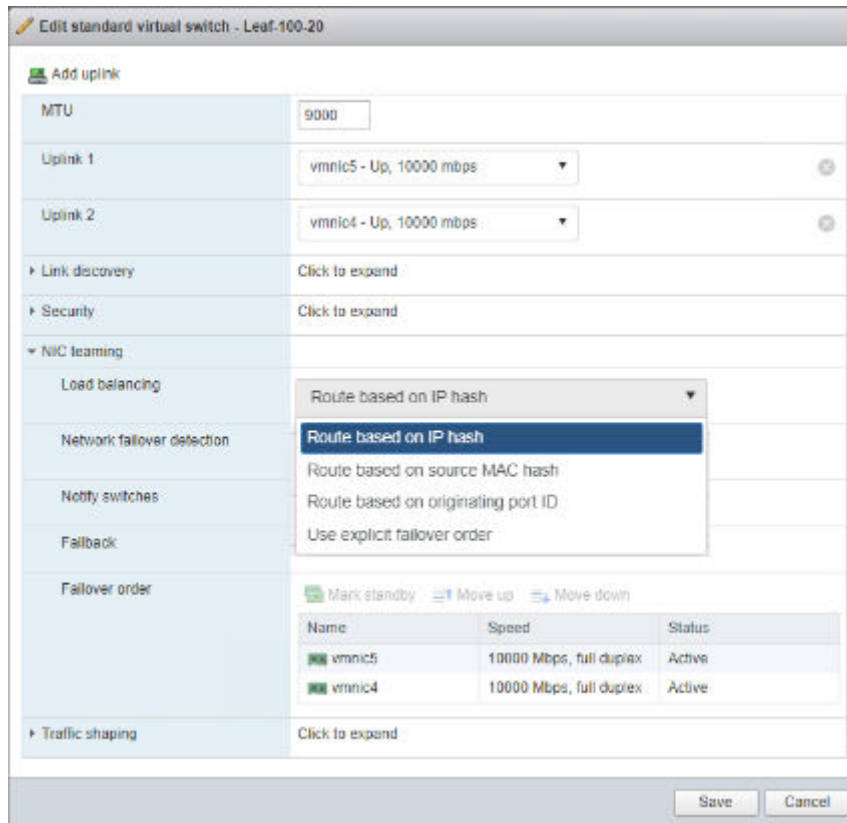 Edit standard virtual switch - Leaf-100-20
Add uplink
MTU
9000
Uplink 1
vmnic5 - Up, 10000 mbps
Uplink 2
vmnic4 - Up, 10000 mbps
Link discovery
Click to expand
Security
Click to expand
NIC teaming
Load balancing
Route based on IP hash
Network failover detection
Route based on IP hash
Route based on source MAC hash
Notify switches
Route based on originating port ID
Failback
Use explicit failover order
Failover order
Mark standby Move up Move down
Name Speed Status
vmnic5 10000 Mbps, full duplex Active
vmnic4 10000 Mbps, full duplex Active
Traffic shaping
Click to expand
Save Cancel